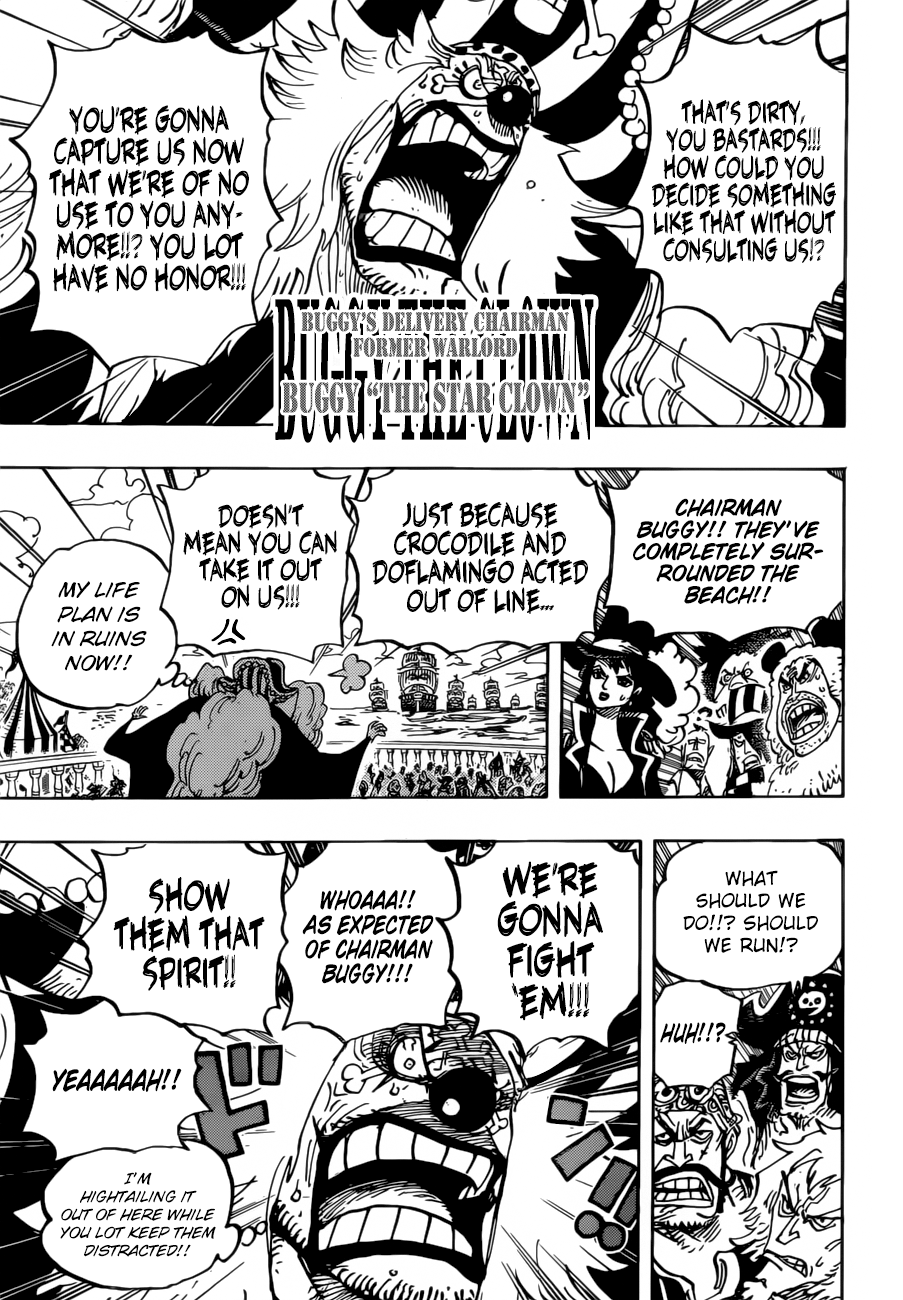 THAT'S DIRTY,
YOU BASTARDS!!!
HOW COULD YOU
DECIDE SOMETHING
LIKE THAT WITHOUT
CONSULTING US!?
YOU'RE GONNA
CAPTURE US NOW
THAT WE'RE OF NO
USE TO YOU ANY-
MORE!!? YOU LOT
HAVE NO HONOR!!!
BUGGY'S DELIVERY CHAIRMAN
FORMER WARLORD
BUGGY "THE STAR CLOWN"
BUGGY THE CLOWN
CHAIRMAN
BUGGY!! THEY'VE
COMPLETELY SUR-
ROUNDED THE
BEACH!!
JUST BECAUSE
CROCODILE AND
DOFLAMINGO ACTED
OUT OF LINE...
DOESN'T
MEAN YOU CAN
TAKE IT OUT
ON US!!!
MY LIFE
PLAN IS
IN RUINS
NOW!!
WHAT
SHOULD WE
DO!!? SHOULD
WE RUN!?
HUH!!?
WE'RE
GONNA
FIGHT
'EM!!!
WHOAAA!!
AS EXPECTED
OF CHAIRMAN
BUGGY!!!
SHOW
THEM THAT
SPIRIT!!
YEAAAAAH!!
ドン!!
I'M
HIGHTAILING IT
OUT OF HERE WHILE
YOU LOT KEEP THEM
DISTRACTED!!